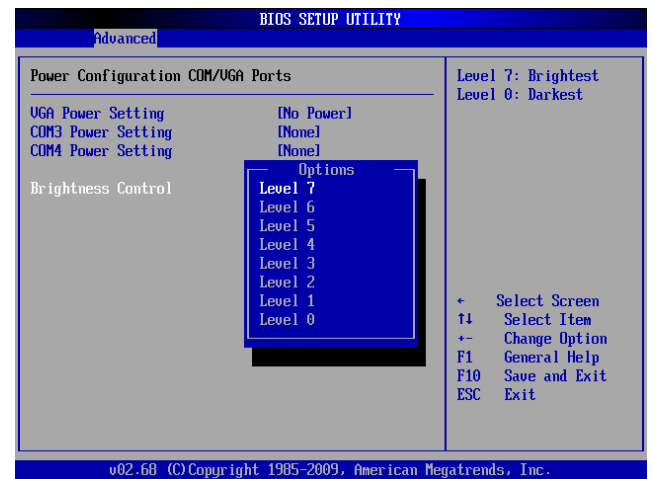 BIOS SETUP UTILITY
Advanced
Power Configuration COM/VGA Ports
VGA Power Setting [No Power]
COM3 Power Setting [None]
COM4 Power Setting [None]
Brightness Control
Options
Level 7
Level 6
Level 5
Level 4
Level 3
Level 2
Level 1
Level 0
Level 7: Brightest
Level 0: Darkest
← Select Screen
↑↓ Select Item
+- Change Option
F1 General Help
F10 Save and Exit
ESC Exit
v02.68 (C)Copyright 1985-2009, American Megatrends, Inc.